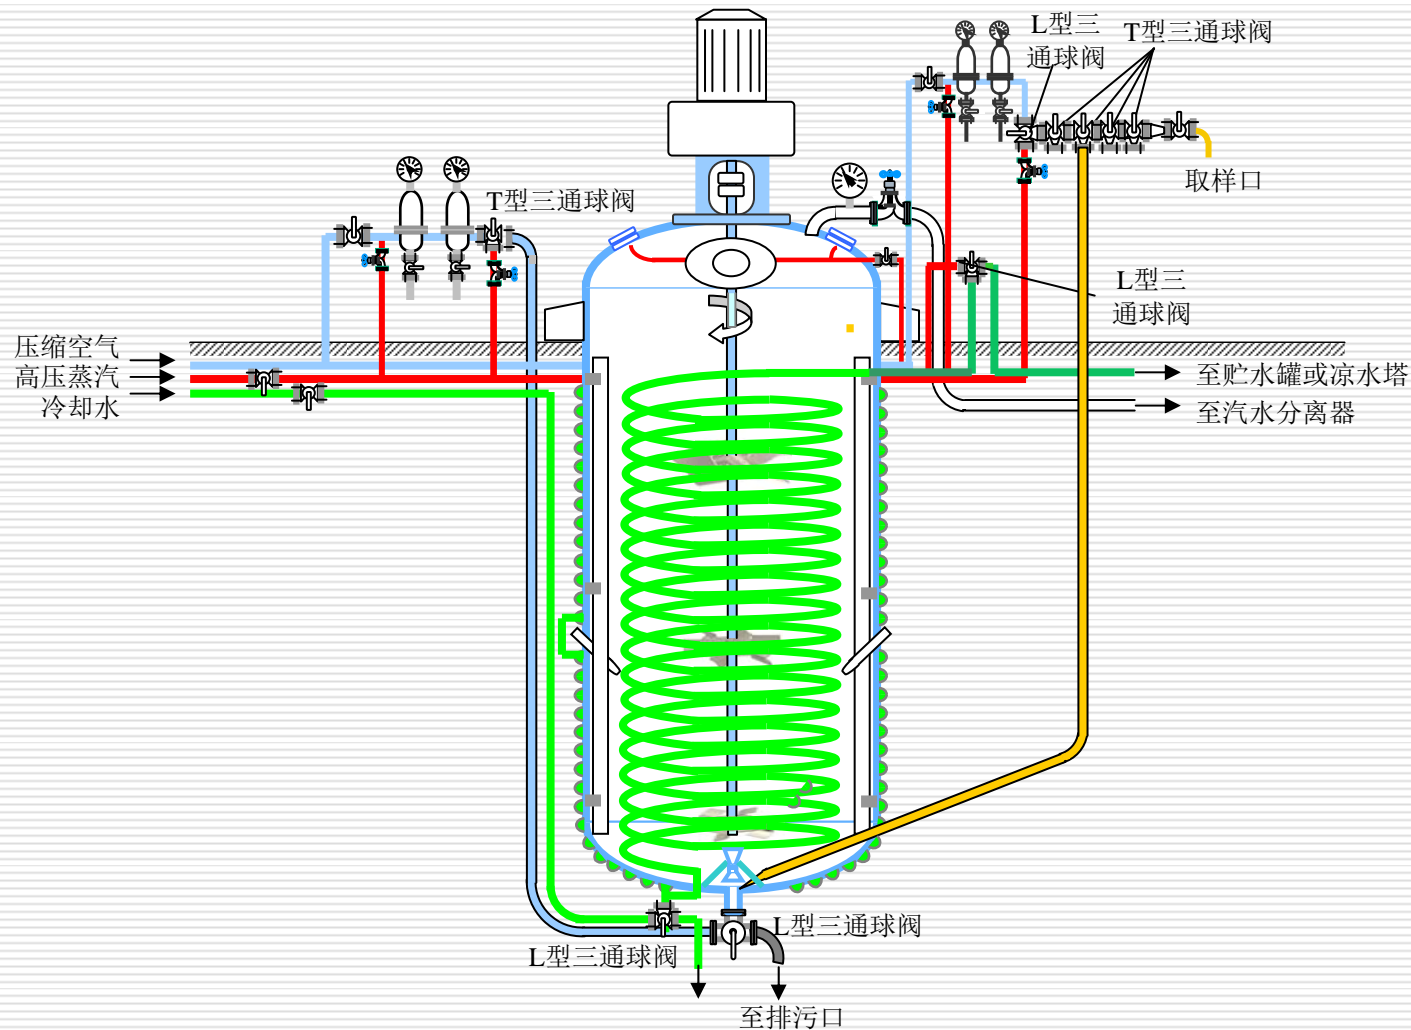 L型三
通球阀
T型三通球阀
取样口
T型三通球阀
L型三
通球阀
压缩空气
高压蒸汽
冷却水
至贮水罐或凉水塔
至汽水分离器
L型三通球阀
L型三通球阀
至排污口